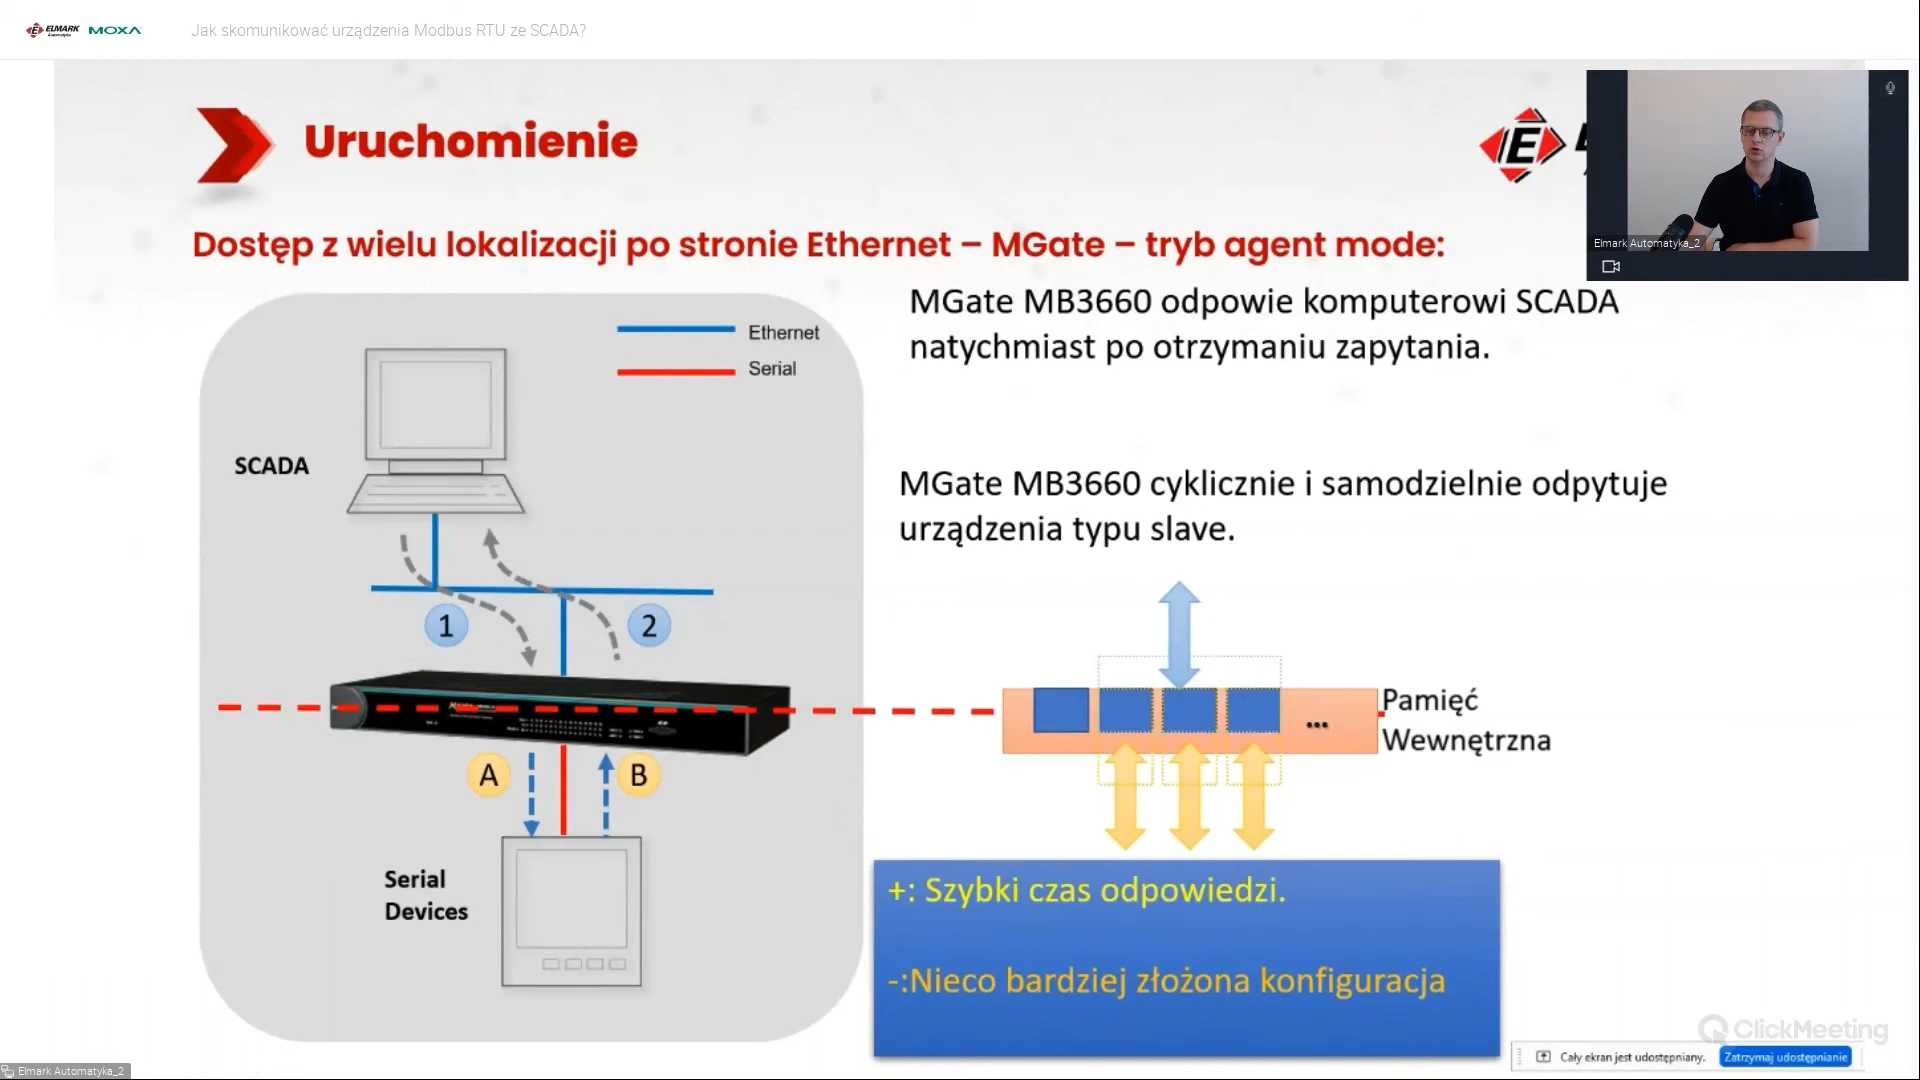 ELMARK
Automatyka
MOXA
Jak skomunikować urządzenia Modbus RTU ze SCADA?
Uruchomienie
E
Elmark Automatyka_2
Dostęp z wielu lokalizacji po stronie Ethernet – MGate – tryb agent mode:
MGate MB3660 odpowie komputerowi SCADA
natychmiast po otrzymaniu zapytania.
Ethernet
Serial
SCADA
MGate MB3660 cyklicznie i samodzielnie odpytuje
urządzenia typu slave.
1
2
Pamięć
Wewnętrzna
...
A
B
Serial
Devices
+: Szybki czas odpowiedzi.
-:Nieco bardziej złożona konfiguracja
ClickMeeting
Cały ekran jest udostępniany.
Zatrzymaj udostępnianie
Elmark Automatyka_2